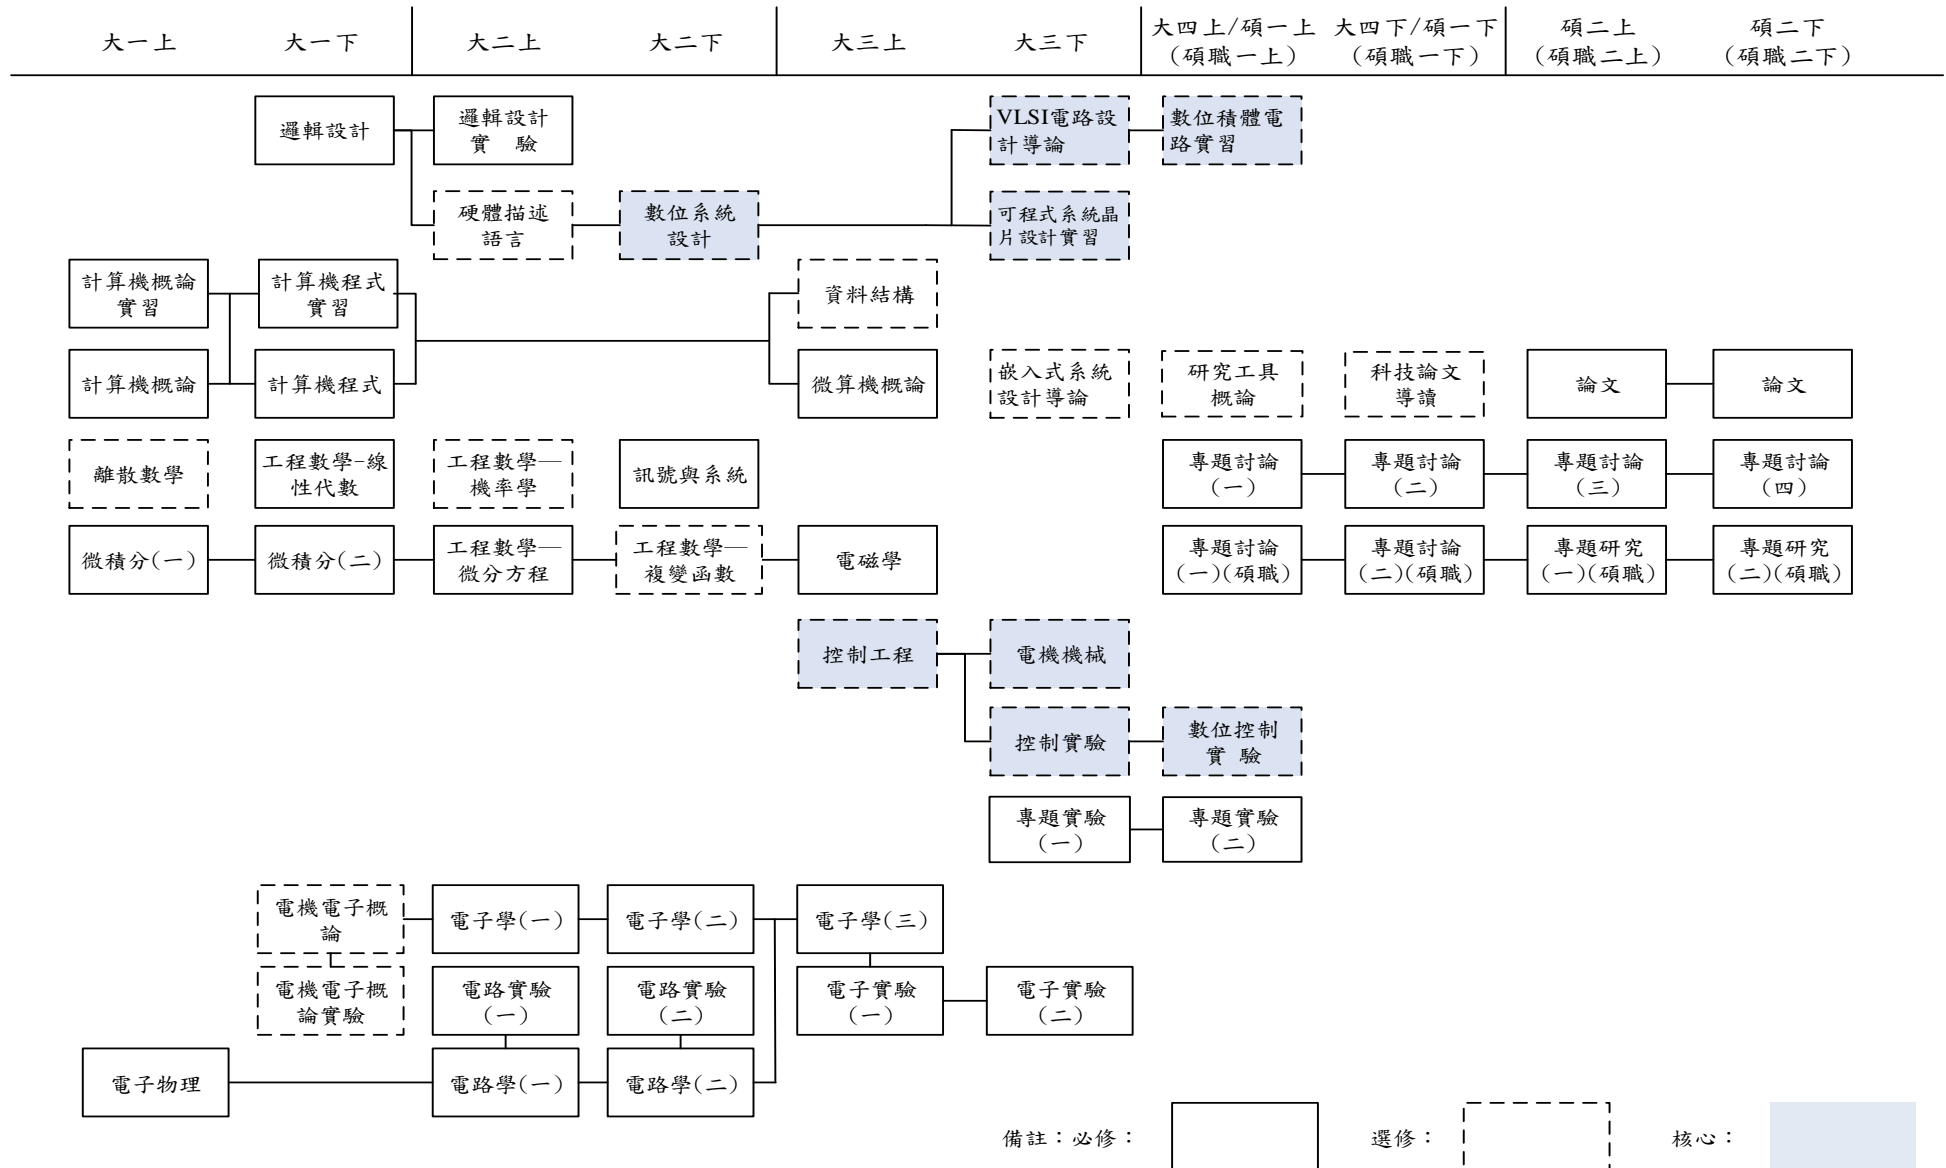 大一上
大一下
大二上
大二下
大三上
大三下
大四上/碩一上
(碩職一上)
大四下/碩一下
(碩職一下)
碩二上
(碩職二上)
碩二下
(碩職二下)
邏輯設計
邏輯設計
實 驗
VLSI電路設
計導論
數位積體電
路實習
硬體描述
語言
數位系統
設計
可程式系統晶
片設計實習
計算機概論
實習
計算機程式
實習
資料結構
計算機概論
計算機程式
微算機概論
嵌入式系統
設計導論
研究工具
概論
科技論文
導讀
論文
論文
離散數學
工程數學-線
性代數
工程數學—
機率學
訊號與系統
專題討論
(一)
專題討論
(二)
專題討論
(三)
專題討論
(四)
微積分(一)
微積分(二)
工程數學—
微分方程
工程數學—
複變函數
電磁學
專題討論
(一)(碩職)
專題討論
(二)(碩職)
專題研究
(一)(碩職)
專題研究
(二)(碩職)
控制工程
電機機械
控制實驗
數位控制
實 驗
專題實驗
(一)
專題實驗
(二)
電機電子概
論
電子學(一)
電子學(二)
電子學(三)
電機電子概
論實驗
電路實驗
(一)
電路實驗
(二)
電子實驗
(一)
電子實驗
(二)
電子物理
電路學(一)
電路學(二)
備註：必修：
選修：
核心：